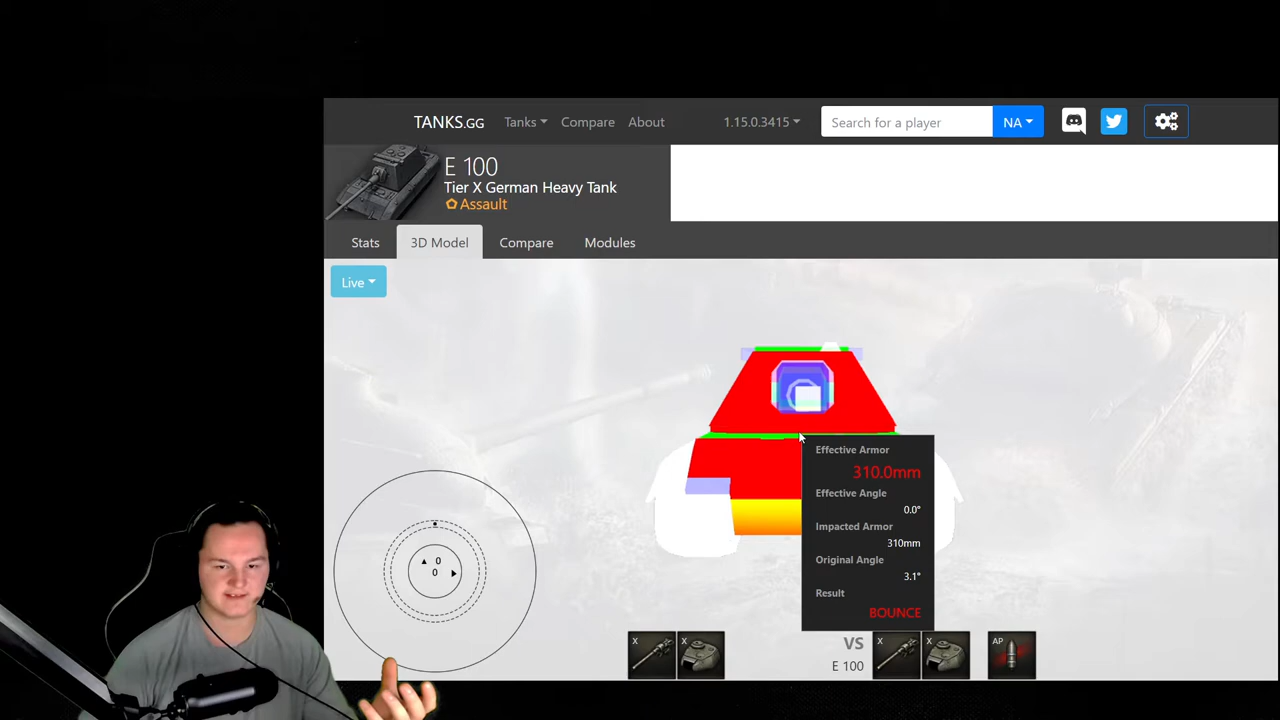 TANKS.GG Tanks Compare About 1.15.0.3415 Search for a player NA
E 100
Tier X German Heavy Tank
Assault
Stats 3D Model Compare Modules
Live
Effective Armor
310.0mm
Effective Angle
0.0°
Impacted Armor
310mm
Original Angle
3.1°
Result
BOUNCE
0
0
X X VS X X AP
E 100